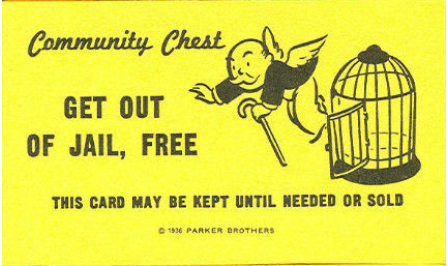 Community Chest
GET OUT
OF JAIL, FREE
THIS CARD MAY BE KEPT UNTIL NEEDED OR SOLD
© 1936 PARKER BROTHERS